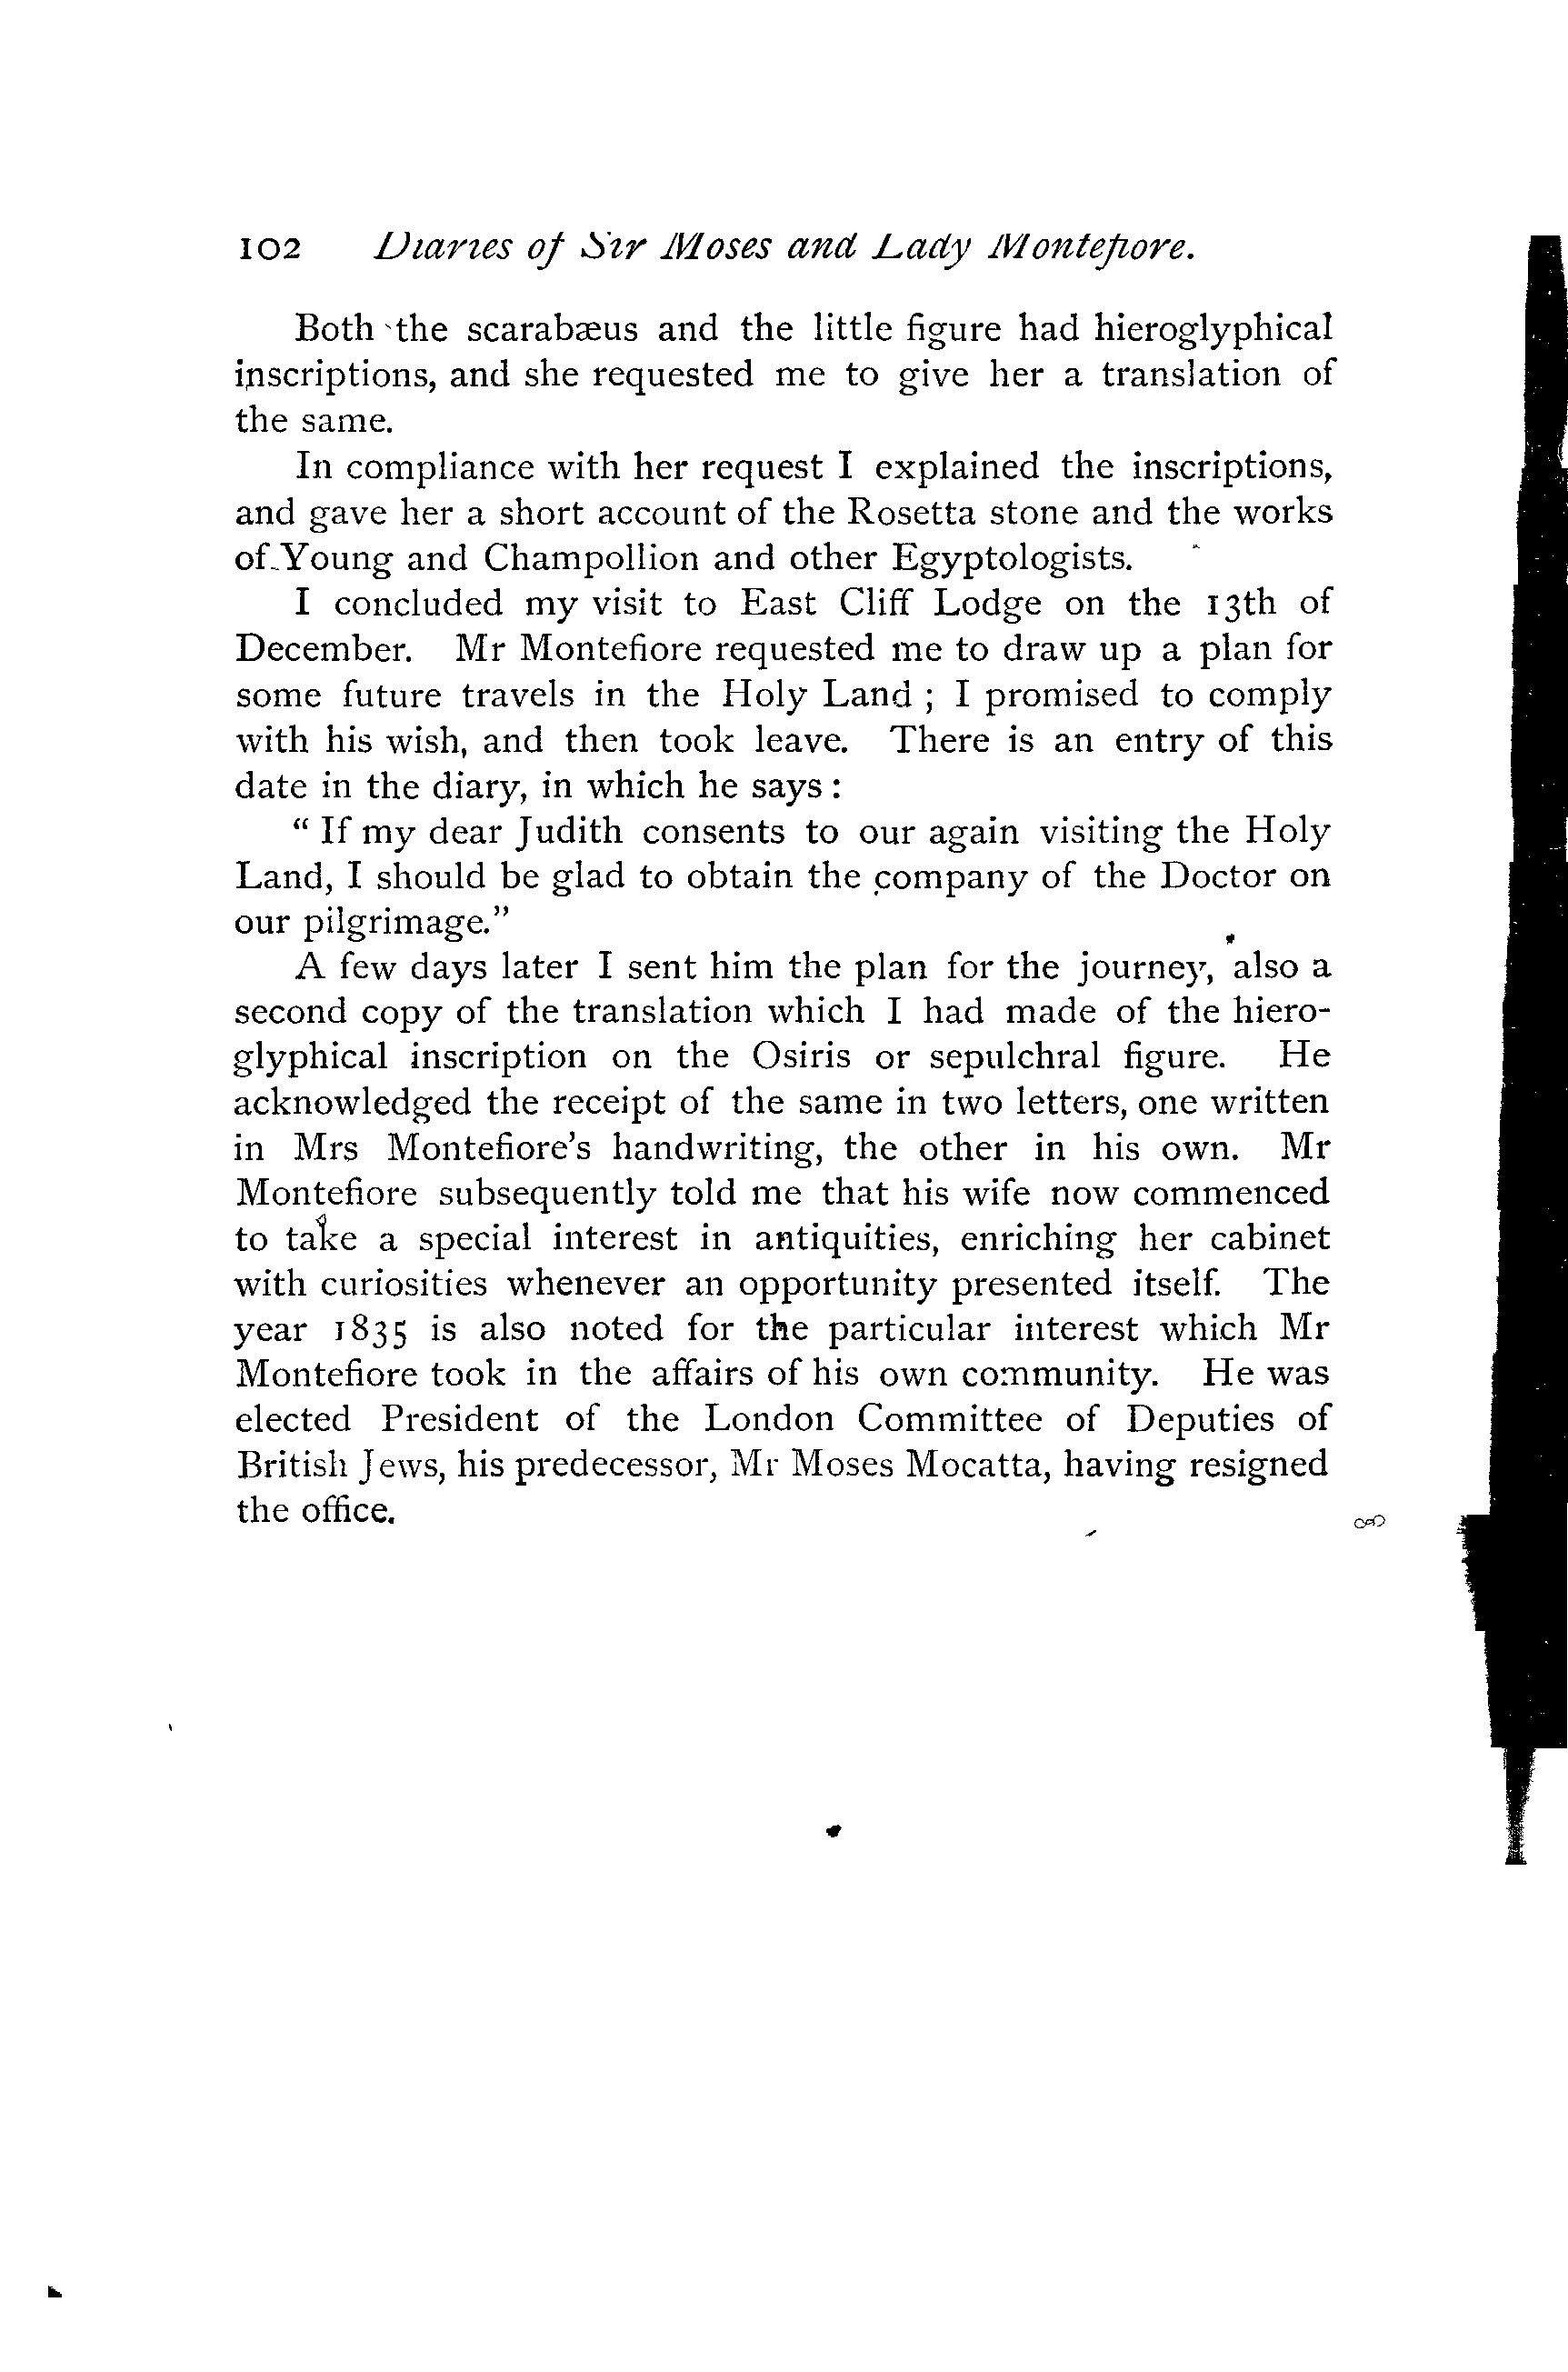 102 Diaries of Sir Moses and Lady Montefiore.
Both the scarabæus and the little figure had hieroglyphical
inscriptions, and she requested me to give her a translation of
the same.
In compliance with her request I explained the inscriptions,
and gave her a short account of the Rosetta stone and the works
of Young and Champollion and other Egyptologists.
I concluded my visit to East Cliff Lodge on the 13th of
December. Mr Montefiore requested me to draw up a plan for
some future travels in the Holy Land ; I promised to comply
with his wish, and then took leave. There is an entry of this
date in the diary, in which he says :
“ If my dear Judith consents to our again visiting the Holy
Land, I should be glad to obtain the company of the Doctor on
our pilgrimage.”
A few days later I sent him the plan for the journey, also a
second copy of the translation which I had made of the hiero-
glyphical inscription on the Osiris or sepulchral figure. He
acknowledged the receipt of the same in two letters, one written
in Mrs Montefiore’s handwriting, the other in his own. Mr
Montefiore subsequently told me that his wife now commenced
to take a special interest in antiquities, enriching her cabinet
with curiosities whenever an opportunity presented itself. The
year 1835 is also noted for the particular interest which Mr
Montefiore took in the affairs of his own community. He was
elected President of the London Committee of Deputies of
British Jews, his predecessor, Mr Moses Mocatta, having resigned
the office.